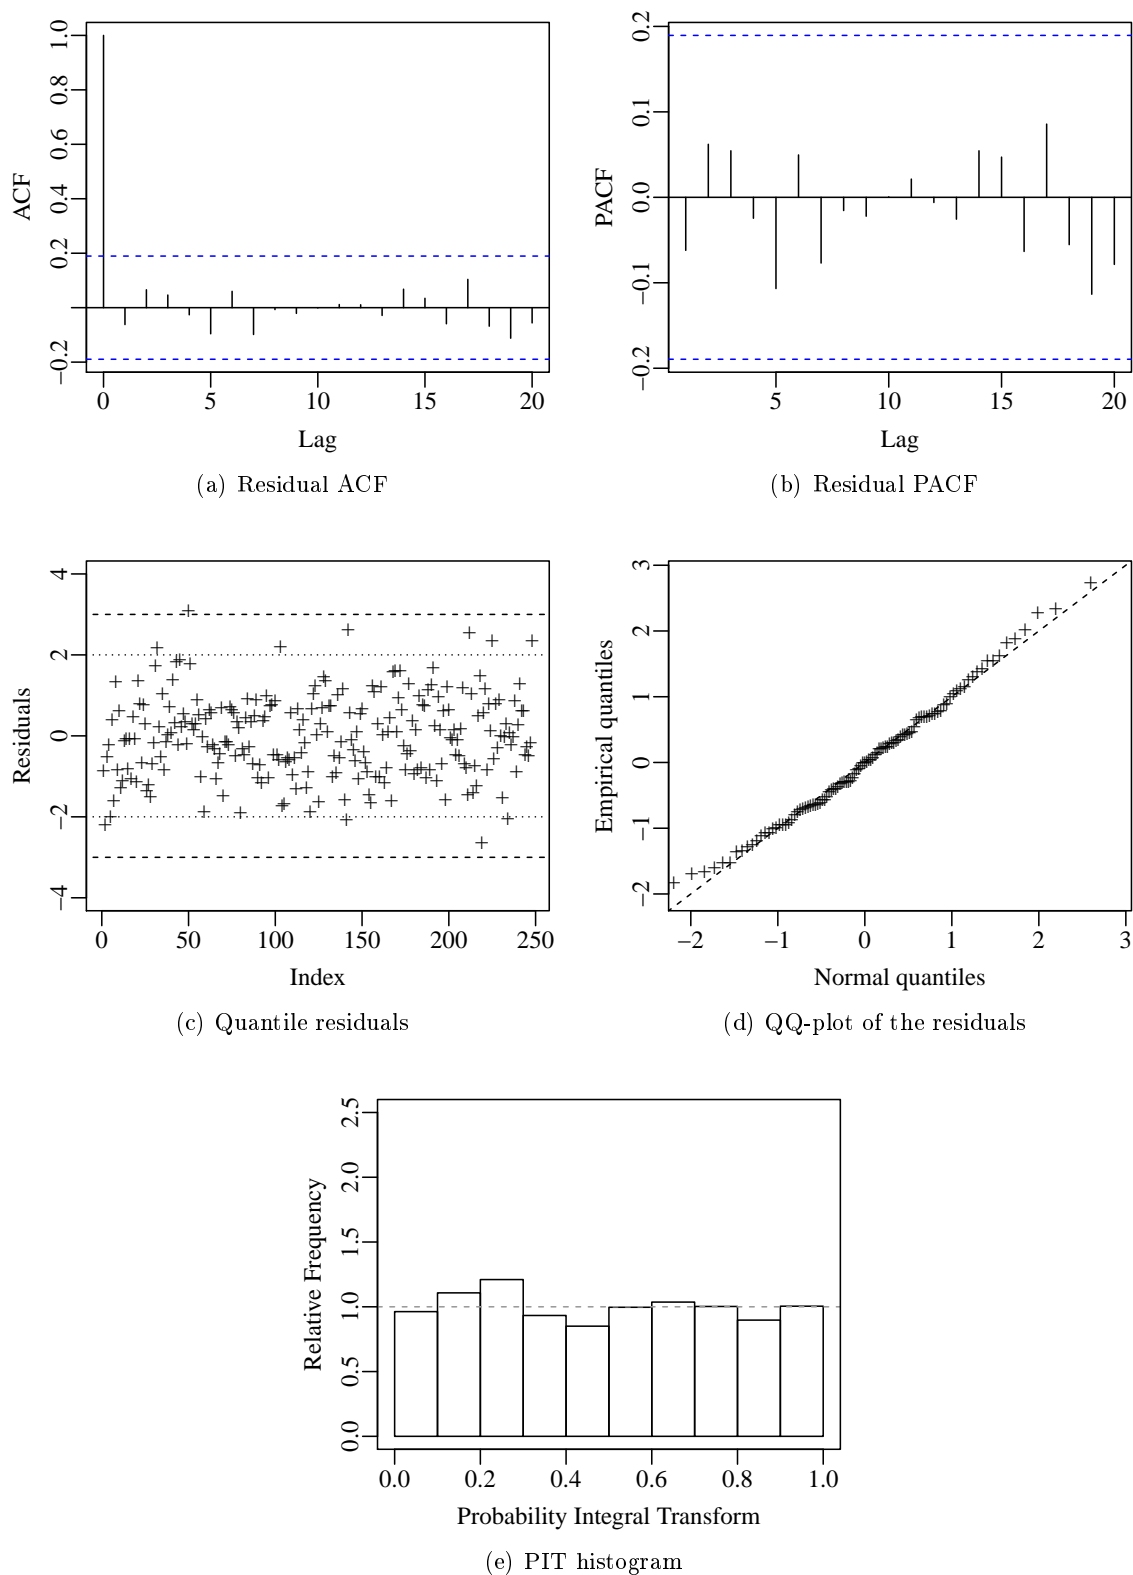 1.0
0.8
0.6
0.4
0.2
−0.2
ACF
0 5 10 15 20
Lag
(a) Residual ACF
0.2
0.1
0.0
−0.1
−0.2
PACF
5 10 15 20
Lag
(b) Residual PACF
4
2
0
−2
−4
Residuals
0 50 100 150 200 250
Index
(c) Quantile residuals
3
2
1
0
−1
−2
Empirical quantiles
−2 −1 0 1 2 3
Normal quantiles
(d) QQ-plot of the residuals
2.5
2.0
1.5
1.0
0.5
0.0
Relative Frequency
0.0 0.2 0.4 0.6 0.8 1.0
Probability Integral Transform
(e) PIT histogram